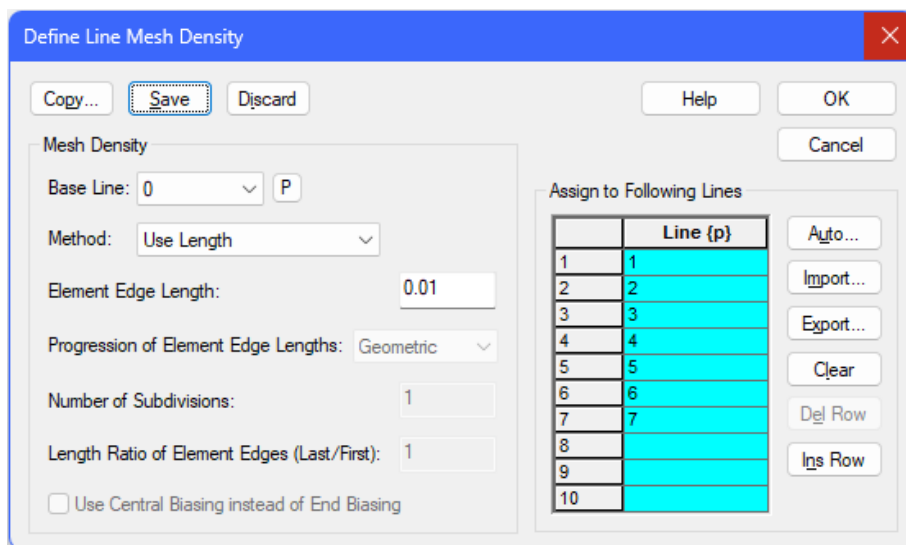 Define Line Mesh Density
Copy... Save Discard Help OK
Cancel
Mesh Density
Base Line: 0 P
Method: Use Length
Element Edge Length: 0.01
Progression of Element Edge Lengths: Geometric
Number of Subdivisions: 1
Length Ratio of Element Edges (Last/First): 1
Use Central Biasing instead of End Biasing
Assign to Following Lines
Line {p}
1 1
2 2
3 3
4 4
5 5
6 6
7 7
8
9
10
Auto...
Import...
Export...
Clear
Del Row
Ins Row